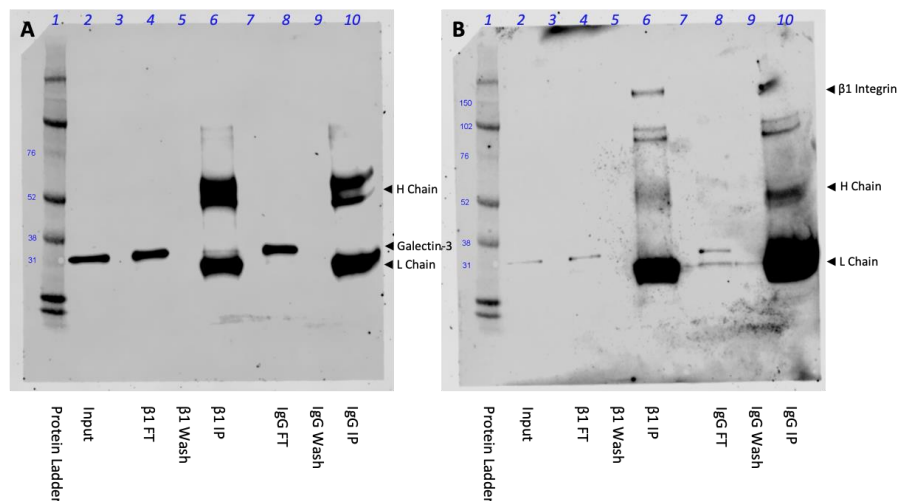 A
1 2 3 4 5 6 7 8 9 10
76
52
38
31
H Chain
Galectin-3
L Chain
Protein Ladder
Input
β1 FT
β1 Wash
β1 IP
IgG FT
IgG Wash
IgG IP
B
1 2 3 4 5 6 7 8 9 10
150
102
76
52
38
31
β1 Integrin
H Chain
L Chain
Protein Ladder
Input
β1 FT
β1 Wash
β1 IP
IgG FT
IgG Wash
IgG IP